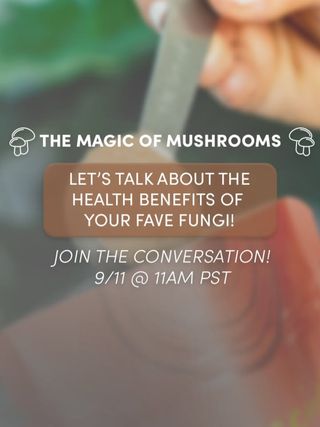 THE MAGIC OF MUSHROOMS
LET'S TALK ABOUT THE
HEALTH BENEFITS OF
YOUR FAVE FUNGI!
JOIN THE CONVERSATION!
9/11 @ 11AM PST